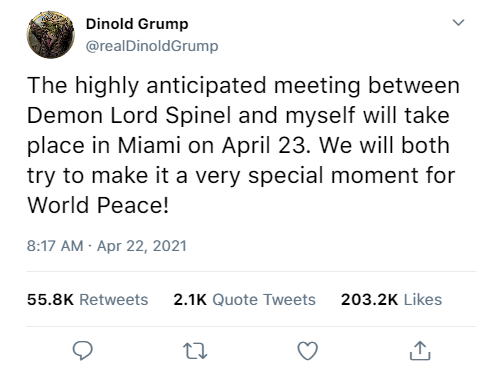 Dinold Grump
@realDinoldGrump
The highly anticipated meeting between
Demon Lord Spinel and myself will take
place in Miami on April 23. We will both
try to make it a very special moment for
World Peace!
8:17 AM · Apr 22, 2021
55.8K Retweets 2.1K Quote Tweets 203.2K Likes